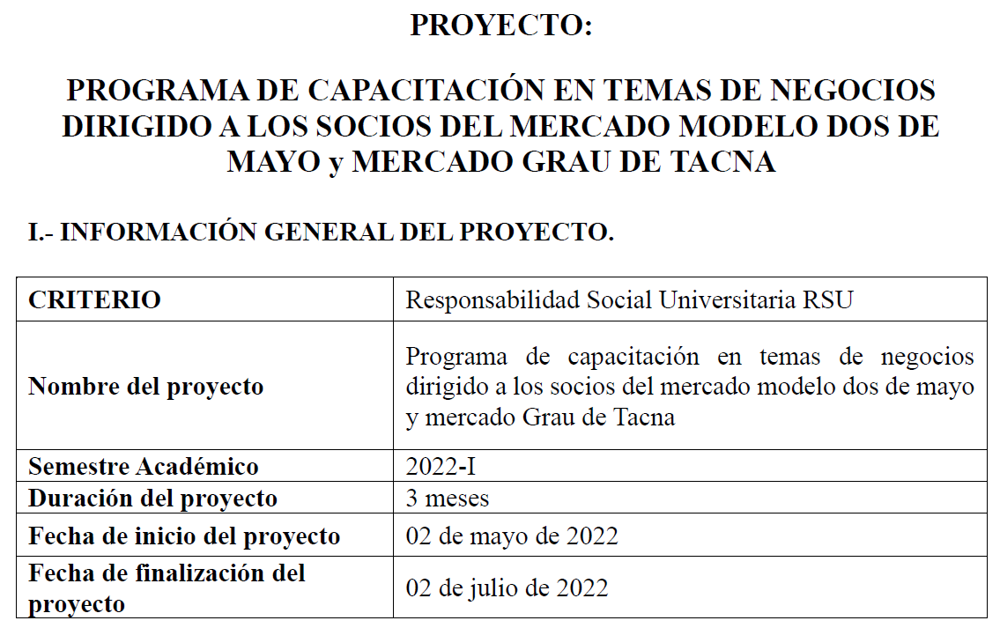 PROYECTO:
PROGRAMA DE CAPACITACIÓN EN TEMAS DE NEGOCIOS
DIRIGIDO A LOS SOCIOS DEL MERCADO MODELO DOS DE
MAYO y MERCADO GRAU DE TACNA
I.- INFORMACIÓN GENERAL DEL PROYECTO.
CRITERIO
Responsabilidad Social Universitaria RSU
Nombre del proyecto
Programa de capacitación en temas de negocios
dirigido a los socios del mercado modelo dos de mayo
y mercado Grau de Tacna
Semestre Académico
2022-I
Duración del proyecto
3 meses
Fecha de inicio del proyecto
02 de mayo de 2022
Fecha de finalización del
proyecto
02 de julio de 2022